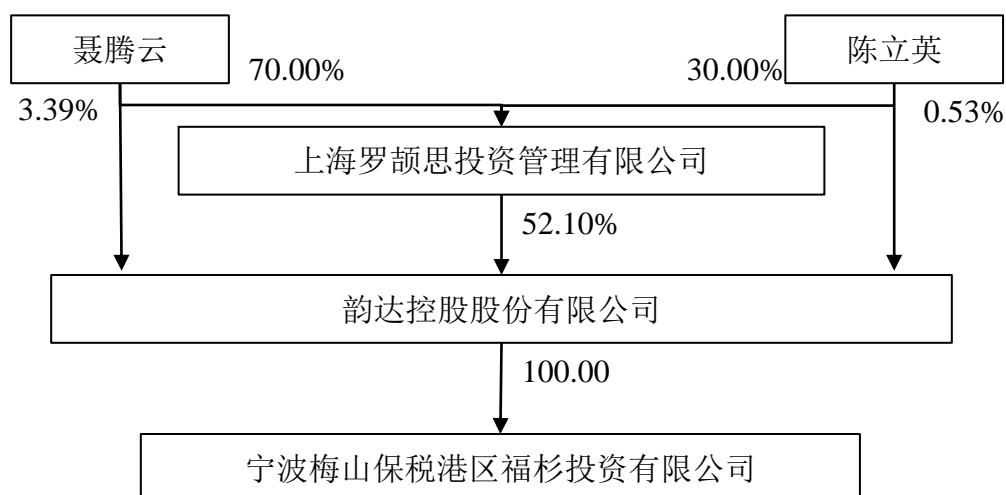 聂腾云
陈立英
70.00%
30.00%
3.39%
0.53%
上海罗颉思投资管理有限公司
52.10%
韵达控股股份有限公司
100.00
宁波梅山保税港区福杉投资有限公司